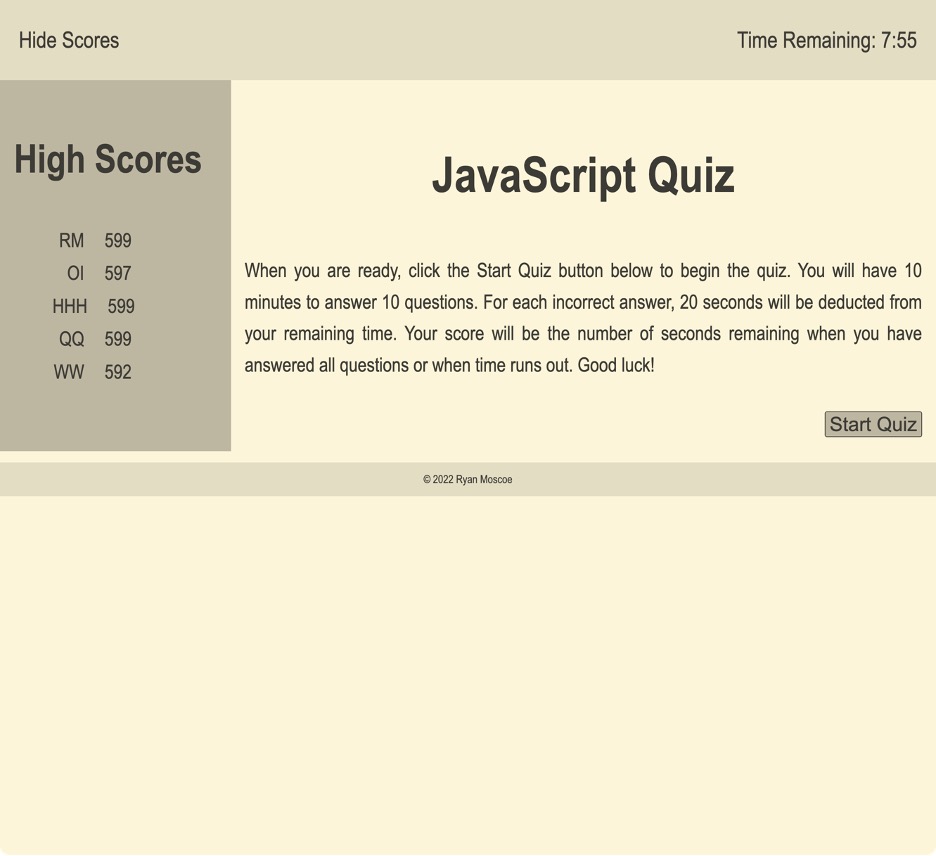 Hide Scores
Time Remaining: 7:55
High Scores
RM 599
OI 597
HHH 599
QQ 599
WW 592
JavaScript Quiz
When you are ready, click the Start Quiz button below to begin the quiz. You will have 10
minutes to answer 10 questions. For each incorrect answer, 20 seconds will be deducted from
your remaining time. Your score will be the number of seconds remaining when you have
answered all questions or when time runs out. Good luck!
Start Quiz
© 2022 Ryan Moscoe